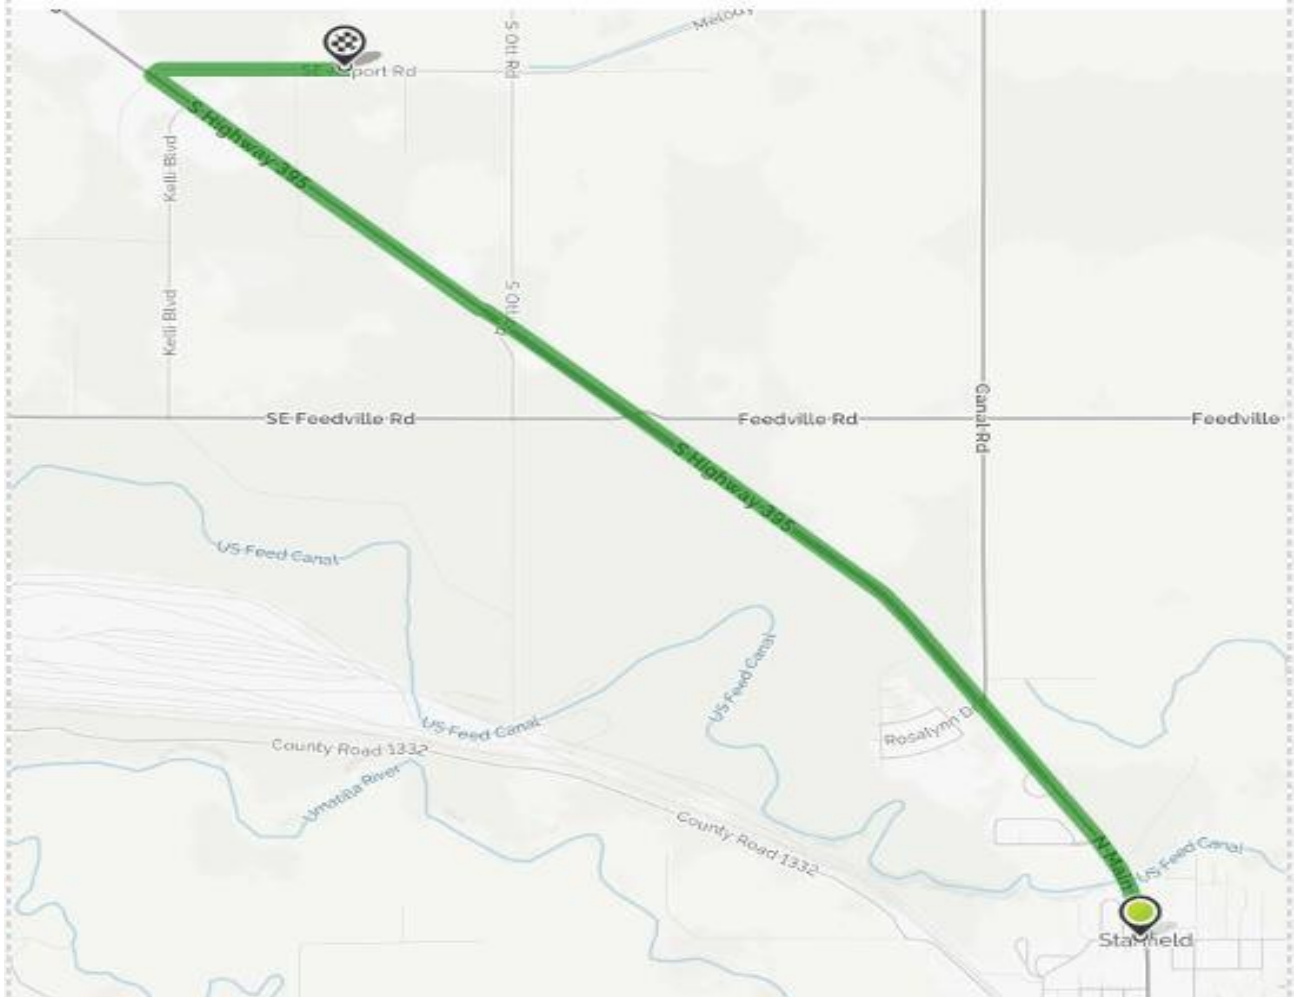 Melody
S Ott Rd
SE Airport Rd
S Highway 395
Kelli Blvd
S Ott
Kelli Blvd
SE Feedville Rd
Feedville Rd
Canal Rd
Feedville
S Highway 395
US Feed Canal
US Feed Canal
US Feed Canal
Rosalynn D
County Road 1332
Umatilla River
County Road 1332
N Main
US Feed Canal
Stanfield